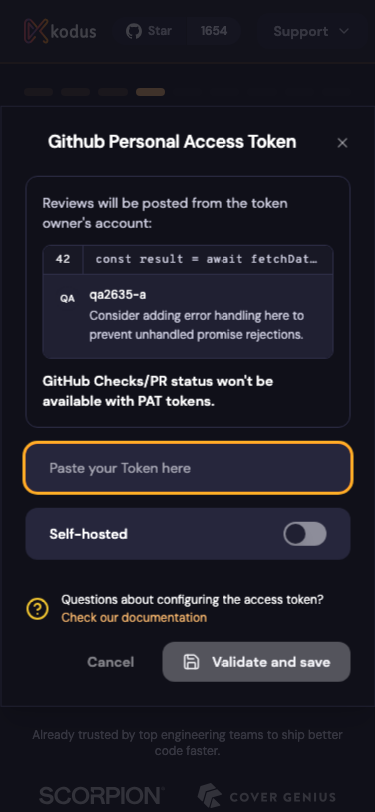 kodus
Star
1654
Support
Github Personal Access Token
Reviews will be posted from the token
owner's account:
42
const result = await fetchDat…
QA
qa2635-a
Consider adding error handling here to
prevent unhandled promise rejections.
GitHub Checks/PR status won't be
available with PAT tokens.
Paste your Token here
Self-hosted
Questions about configuring the access token?
Check our documentation
Cancel
Validate and save
Already trusted by top engineering teams to ship better
code faster.
SCORPION
COVER GENIUS